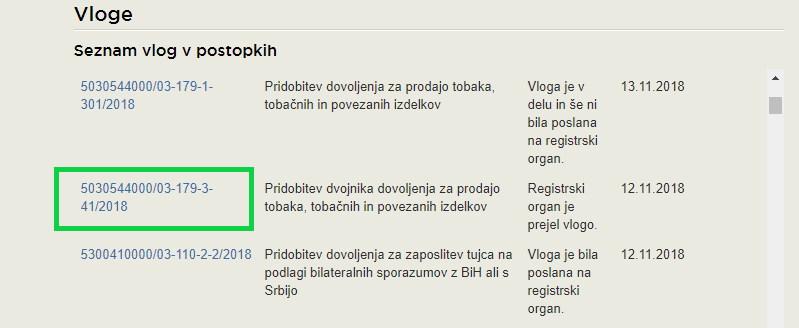 Vloge
Seznam vlog v postopkih
5030544000/03-179-1-
301/2018
Pridobitev dovoljenja za prodajo tobaka,
tobačnih in povezanih izdelkov
Vloga je v
delu in še ni
bila poslana
na registrski
organ.
13.11.2018
5030544000/03-179-3-
41/2018
Pridobitev dvojnika dovoljenja za prodajo
tobaka, tobačnih in povezanih izdelkov
Registrski
organ je
prejel vlogo.
12.11.2018
5300410000/03-110-2-2/2018
Pridobitev dovoljenja za zaposlitev tujca na
podlagi bilateralnih sporazumov z BiH ali s
Srbijo
Vloga je bila
poslana na
registrski
organ.
12.11.2018